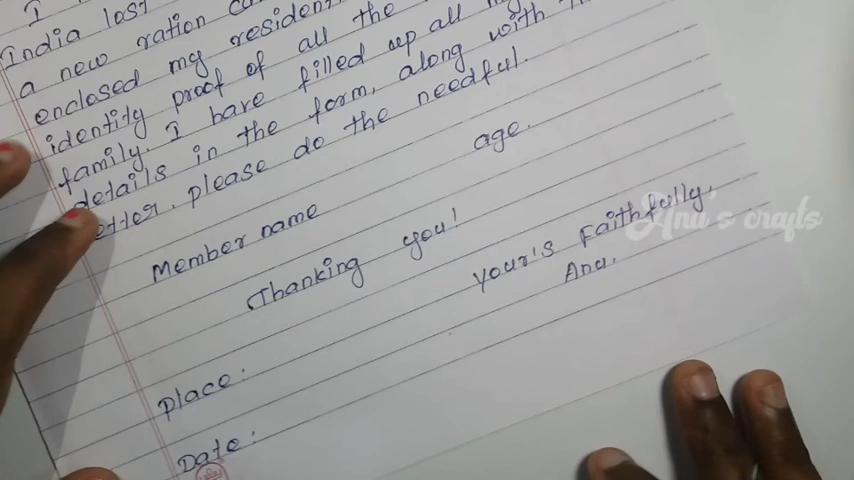 I
India lost
a new ration
enclosed my resident
identity proof of all the
family. I have filled up all
details in the form, along with
letter, please do the needful.
Member name age.
Thanking you!
your's Faithfully,
Anu.
Place:
Date:
Anu's crafts